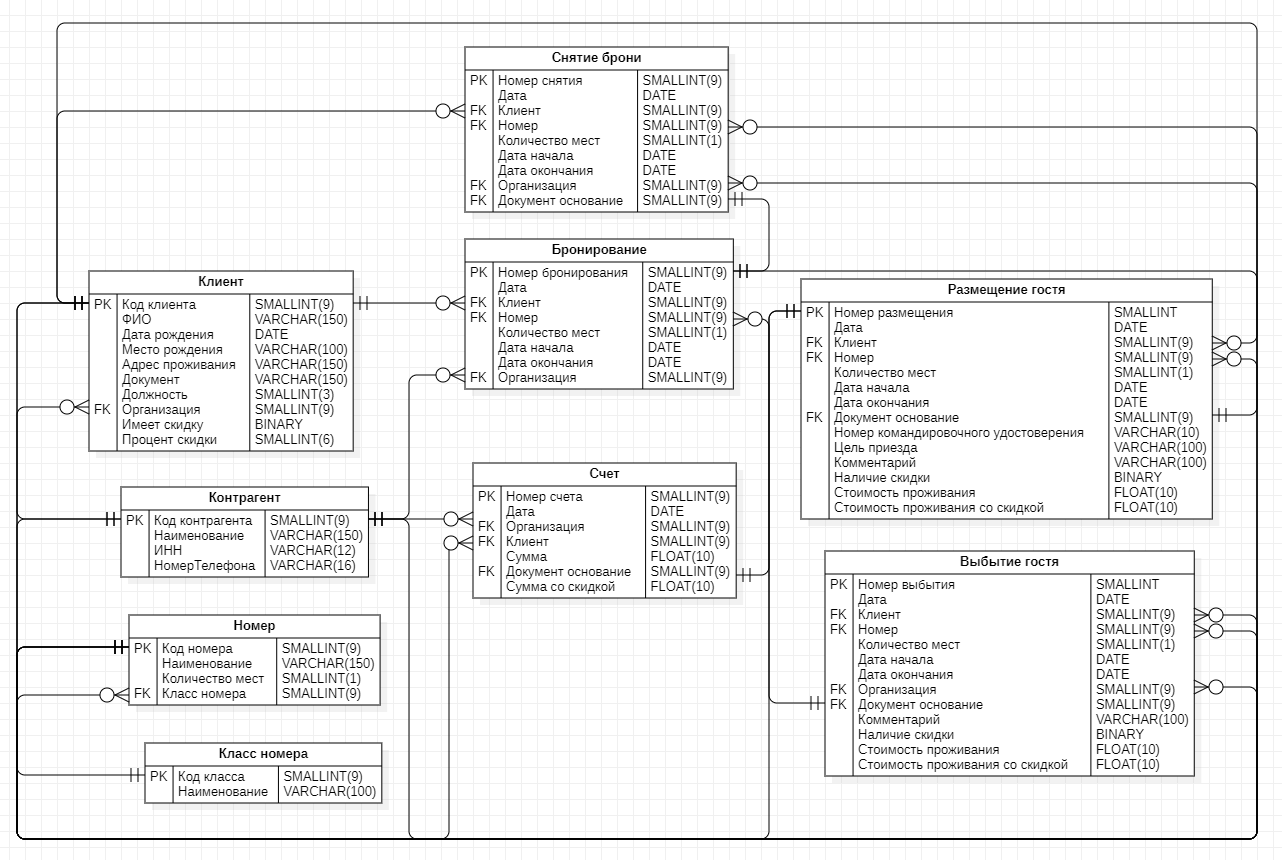 Снятие брони
PK Номер снятия SMALLINT(9)
Дата DATE
FK Клиент SMALLINT(9)
FK Номер SMALLINT(9)
Количество мест SMALLINT(1)
Дата начала DATE
Дата окончания DATE
FK Организация SMALLINT(9)
FK Документ основание SMALLINT(9)
Бронирование
PK Номер бронирования SMALLINT(9)
Дата DATE
FK Клиент SMALLINT(9)
FK Номер SMALLINT(9)
Количество мест SMALLINT(1)
Дата начала DATE
Дата окончания DATE
FK Организация SMALLINT(9)
Клиент
PK Код клиента SMALLINT(9)
ФИО VARCHAR(150)
Дата рождения DATE
Место рождения VARCHAR(100)
Адрес проживания VARCHAR(150)
Документ VARCHAR(150)
Должность SMALLINT(3)
FK Организация SMALLINT(9)
Имеет скидку BINARY
Процент скидки SMALLINT(6)
Размещение гостя
PK Номер размещения SMALLINT
Дата DATE
FK Клиент SMALLINT(9)
FK Номер SMALLINT(9)
Количество мест SMALLINT(1)
Дата начала DATE
Дата окончания DATE
FK Документ основание SMALLINT(9)
Номер командировочного удостоверения VARCHAR(10)
Цель приезда VARCHAR(100)
Комментарий VARCHAR(100)
Наличие скидки BINARY
Стоимость проживания FLOAT(10)
Стоимость проживания со скидкой FLOAT(10)
Счет
PK Номер счета SMALLINT(9)
Дата DATE
FK Организация SMALLINT(9)
FK Клиент SMALLINT(9)
Сумма FLOAT(10)
FK Документ основание SMALLINT(9)
Сумма со скидкой FLOAT(10)
Контрагент
PK Код контрагента SMALLINT(9)
Наименование VARCHAR(150)
ИНН VARCHAR(12)
НомерТелефона VARCHAR(16)
Выбытие гостя
PK Номер выбытия SMALLINT
Дата DATE
FK Клиент SMALLINT(9)
FK Номер SMALLINT(9)
Количество мест SMALLINT(1)
Дата начала DATE
Дата окончания DATE
FK Организация SMALLINT(9)
FK Документ основание SMALLINT(9)
Комментарий VARCHAR(100)
Наличие скидки BINARY
Стоимость проживания FLOAT(10)
Стоимость проживания со скидкой FLOAT(10)
Номер
PK Код номера SMALLINT(9)
Наименование VARCHAR(150)
Количество мест SMALLINT(1)
FK Класс номера SMALLINT(9)
Класс номера
PK Код класса SMALLINT(9)
Наименование VARCHAR(100)